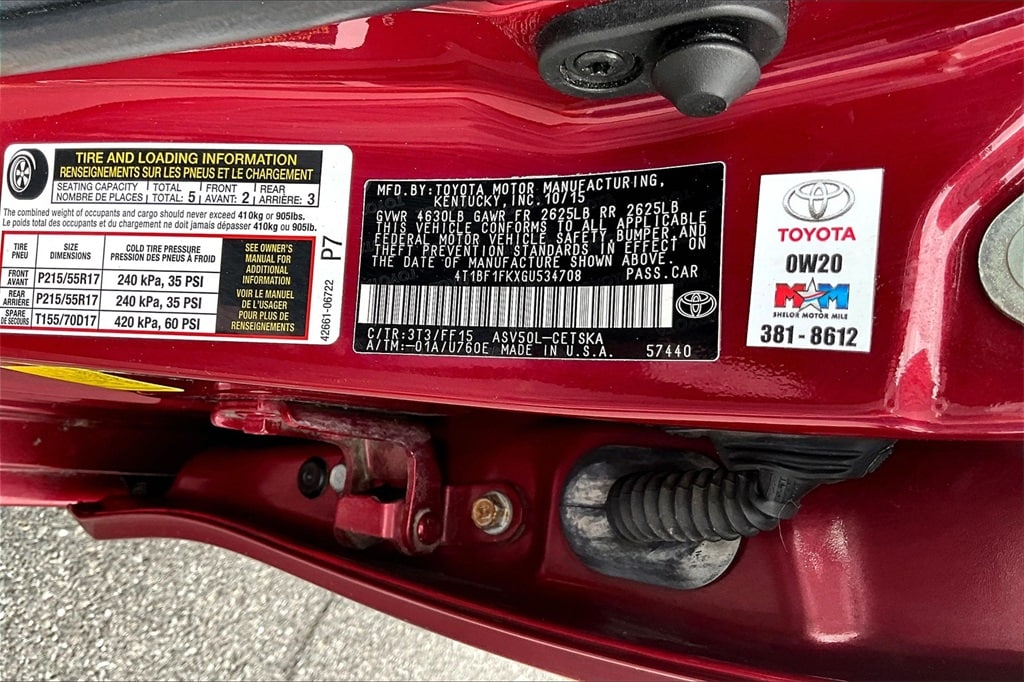 TIRE AND LOADING INFORMATION
RENSEIGNEMENTS SUR LES PNEUS ET LE CHARGEMENT
SEATING CAPACITY TOTAL FRONT REAR
NOMBRE DE PLACES TOTAL: 5 AVANT: 2 ARRIÈRE: 3
The combined weight of occupants and cargo should never exceed 410kg or 905lbs.
Le poids total des occupants et du chargement ne doit jamais dépasser 410kg ou 905lb.
TIRE SIZE COLD TIRE PRESSURE
PNEU DIMENSIONS PRESSION DES PNEUS À FROID
FRONT
AVANT P215/55R17 240 kPa, 35 PSI
REAR
ARRIÈRE P215/55R17 240 kPa, 35 PSI
SPARE
DE SECOURS T155/70D17 420 kPa, 60 PSI
SEE OWNER'S
MANUAL FOR
ADDITIONAL
INFORMATION
VOIR LE MANUEL
DE L'USAGER
POUR PLUS DE
RENSEIGNEMENTS
P7
42661-06722
MFD. BY: TOYOTA MOTOR MANUFACTURING,
KENTUCKY, INC. 10/15
GVWR 4630LB GAWR FR 2625LB RR 2625LB
THIS VEHICLE CONFORMS TO ALL APPLICABLE
FEDERAL MOTOR VEHICLE SAFETY, BUMPER, AND
THEFT PREVENTION STANDARDS IN EFFECT ON
THE DATE OF MANUFACTURE SHOWN ABOVE.
4T1BF1FKXGU534708 PASS. CAR
C/TR: 3T3/FF15 ASV50L-CETSKA
A/TM: -01A/U760E MADE IN U.S.A. 57440
TOYOTA
0W20
MM
SHELOR MOTOR MILE
381 - 8612